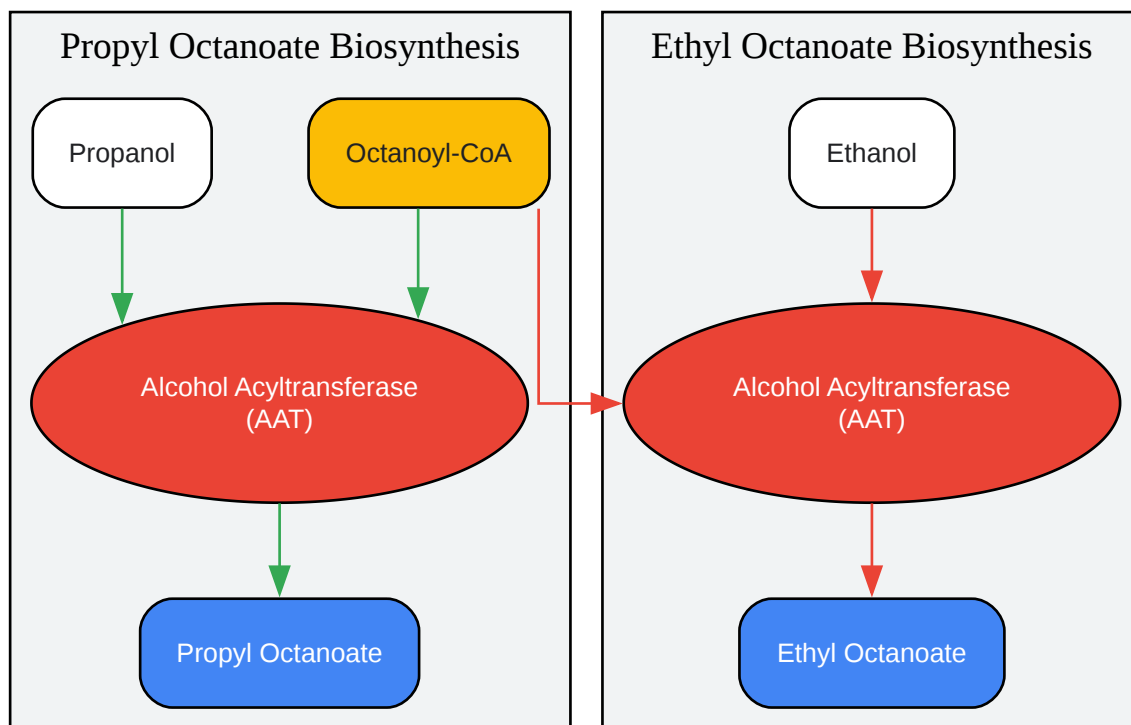 Propyl Octanoate Biosynthesis
Propanol
Octanoyl-CoA
Alcohol Acyltransferase
(AAT)
Propyl Octanoate
Ethyl Octanoate Biosynthesis
Ethanol
Alcohol Acyltransferase
(AAT)
Ethyl Octanoate